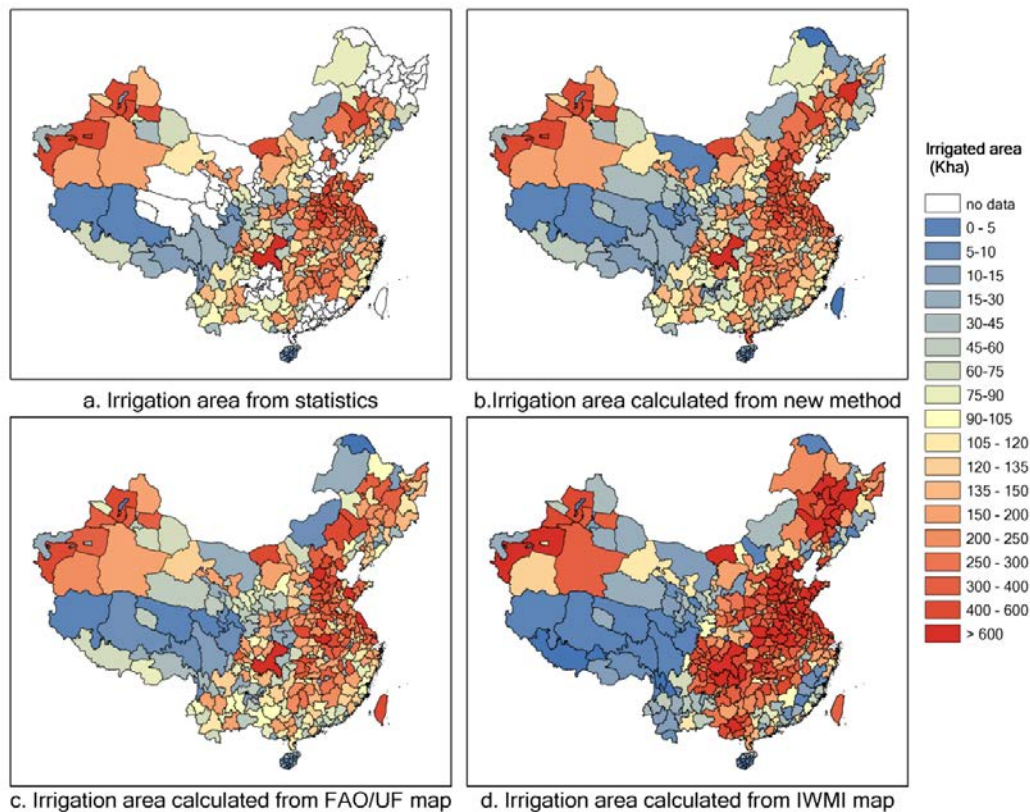 Irrigated area
(Kha)
no data
0 - 5
5-10
10-15
15-30
30-45
45-60
60-75
75-90
90-105
105 - 120
120 - 135
135 - 150
150 - 200
200 - 250
250 - 300
300 - 400
400 - 600
> 600
a. Irrigation area from statistics
b.Irrigation area calculated from new method
c. Irrigation area calculated from FAO/UF map
d. Irrigation area calculated from IWMI map